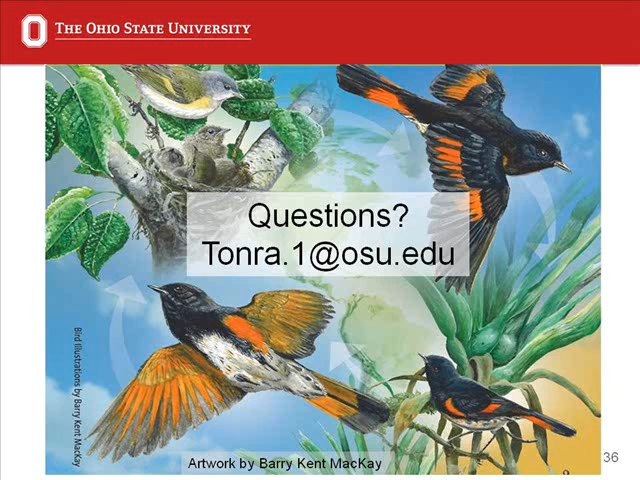 THE OHIO STATE UNIVERSITY
Questions?
Tonra.1@osu.edu
Bird Illustrations by Barry Kent MacKay
Artwork by Barry Kent MacKay
36